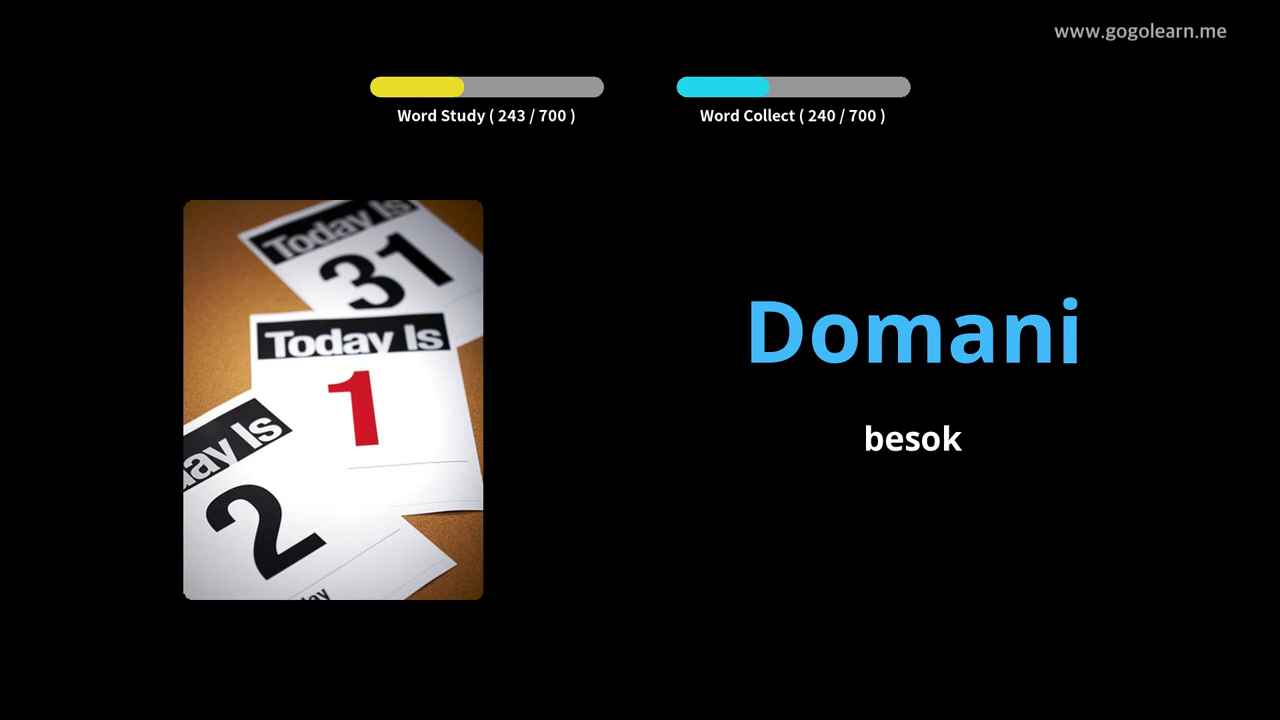 www.gogolearn.me
Word Study ( 243 / 700 )
Word Collect ( 240 / 700 )
Today Is
31
Today Is
1
ay Is
2
day
Domani
besok